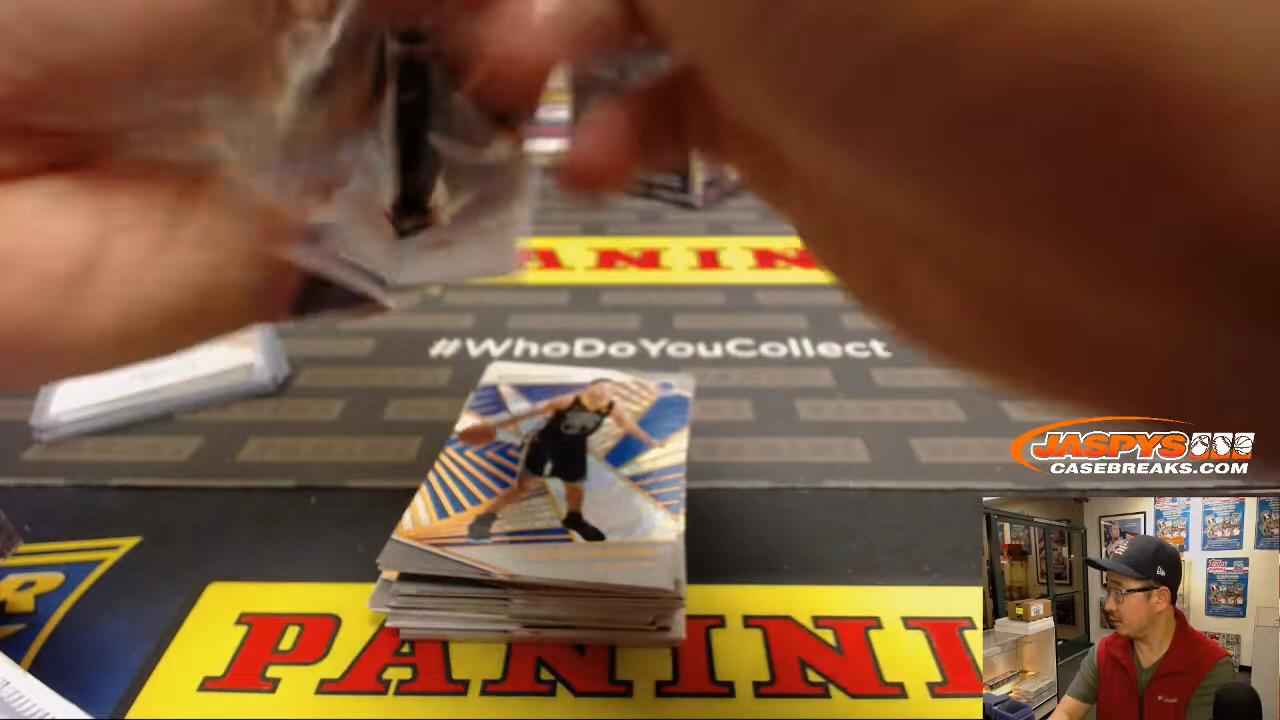 PANINI
#WhoDoYouCollect
JASPYS
CASEBREAKS.COM
R
PANINI